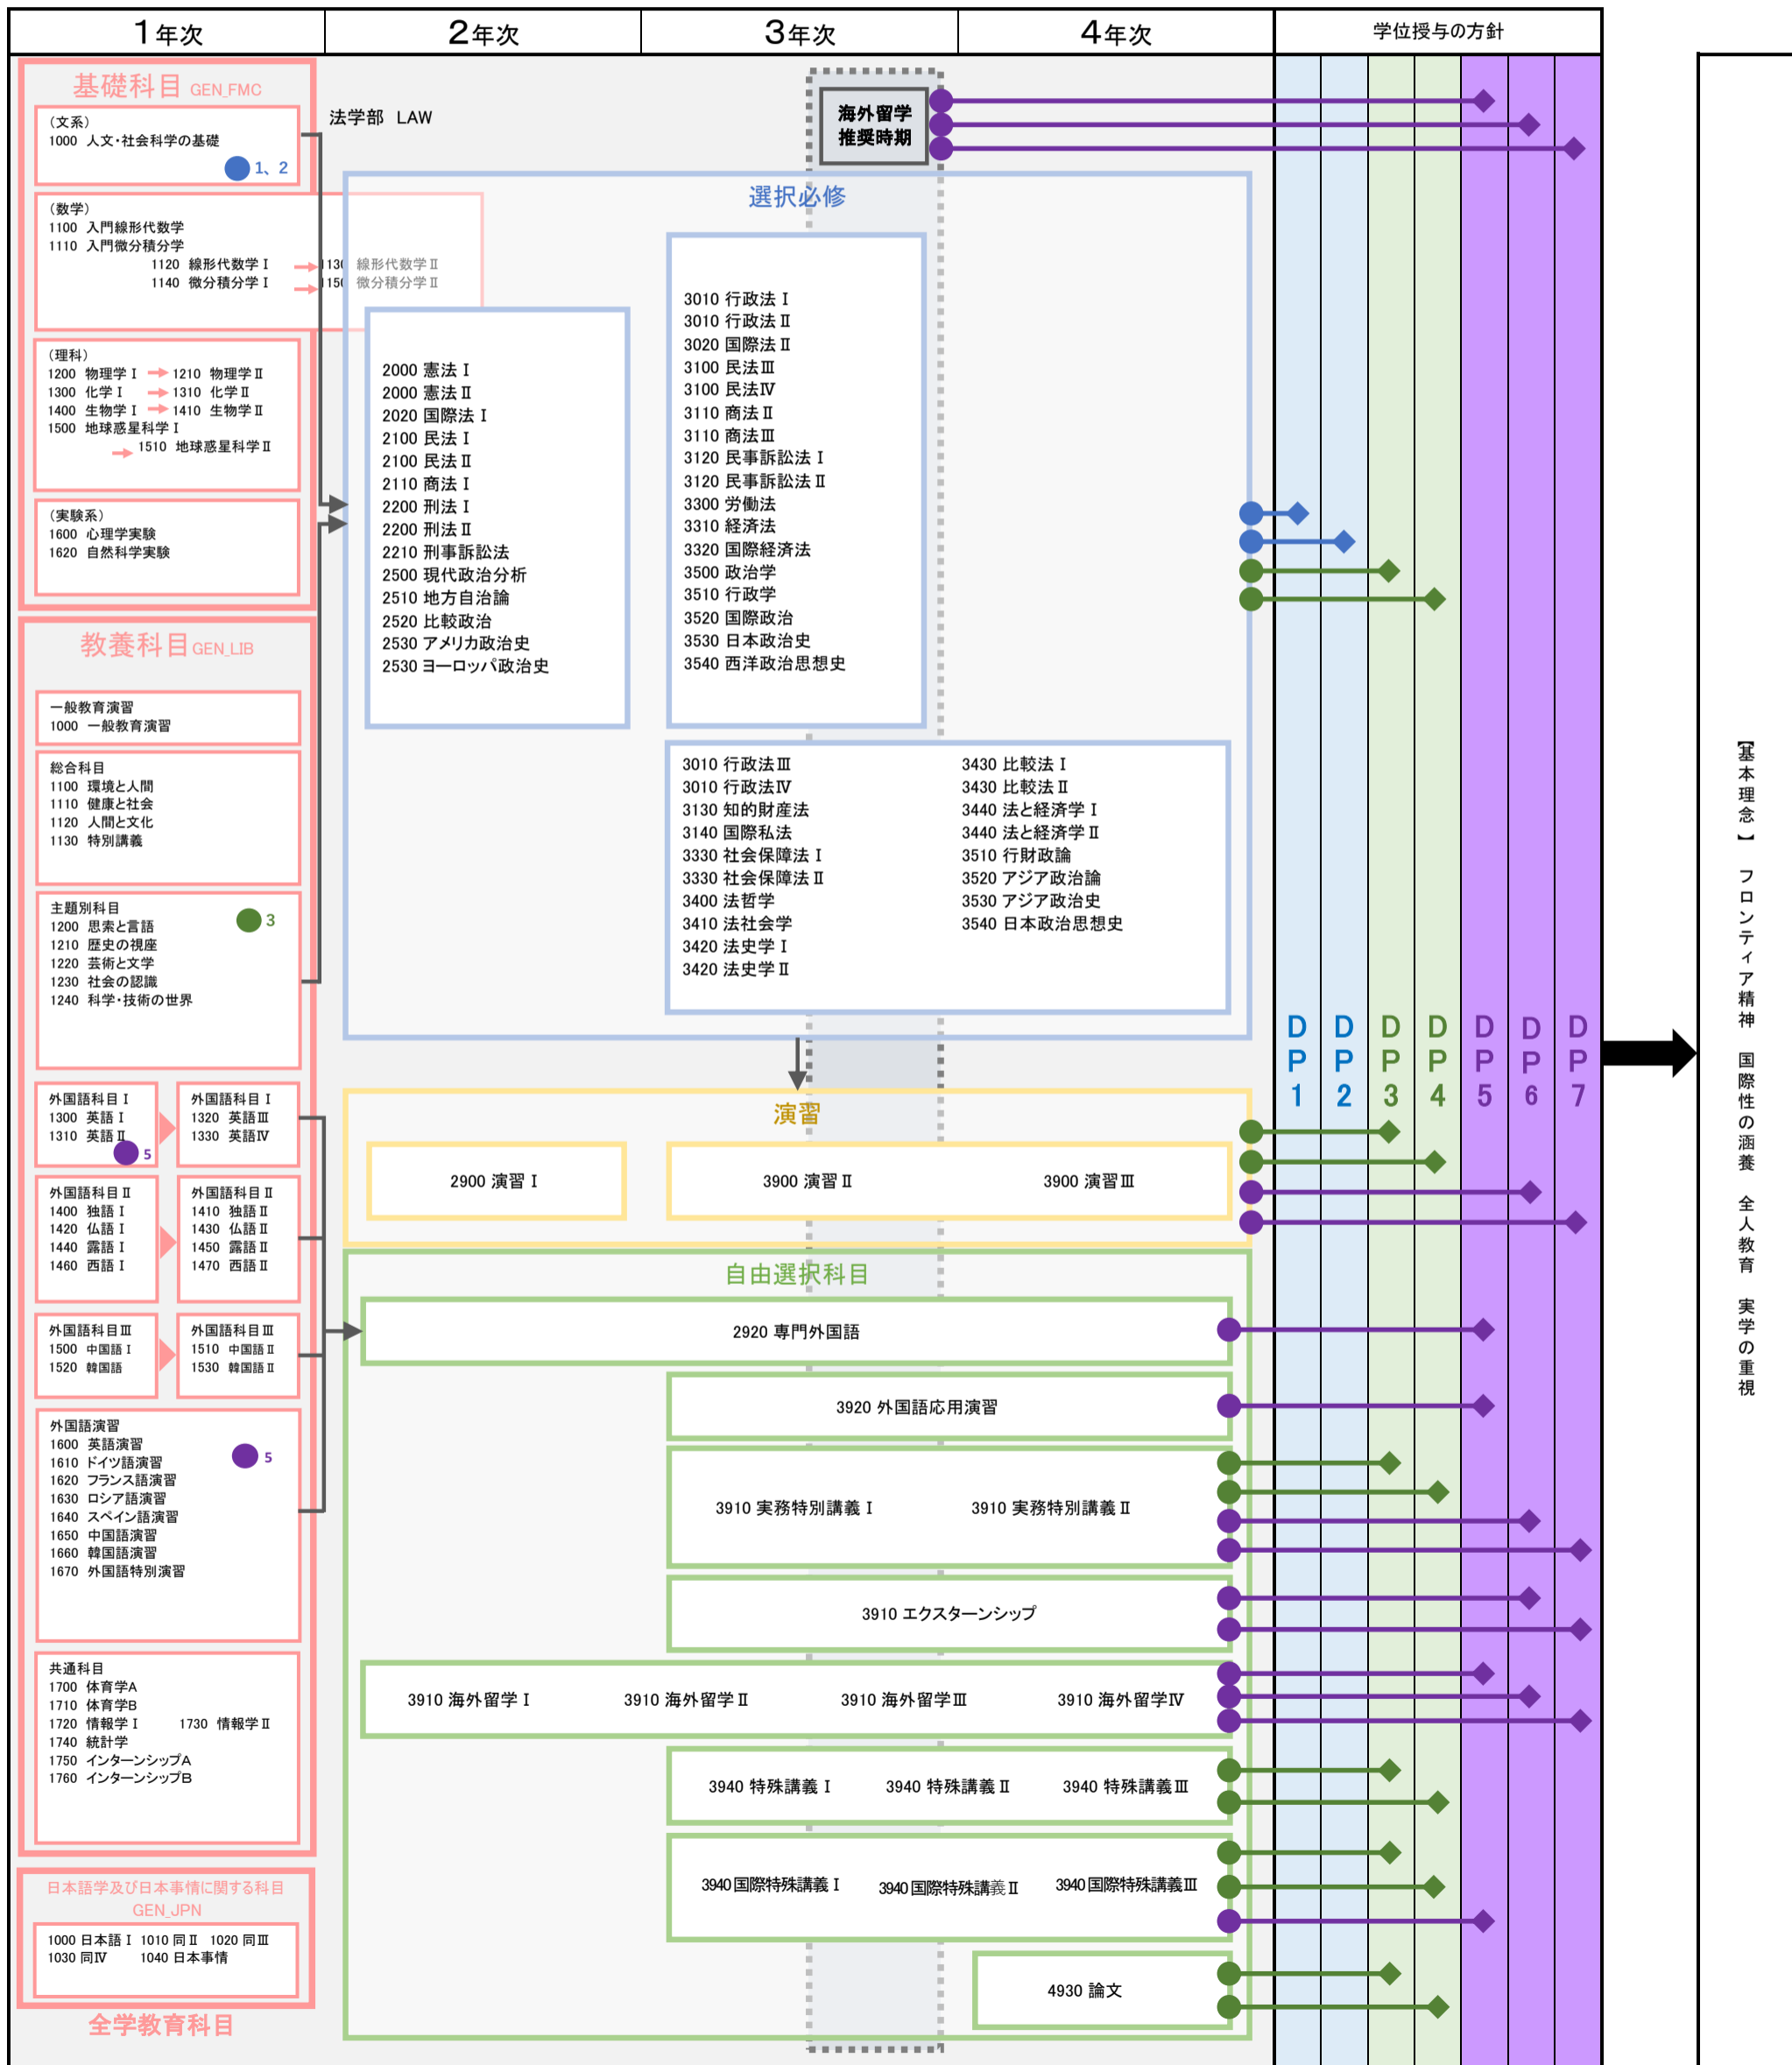 1年次
2年次
3年次
4年次
学位授与の方針
基礎科目 GEN_FMC
（文系）
1000 人文・社会科学の基礎
1、2
（数学）
1100 入門線形代数学
1110 入門微分積分学
1120 線形代数学Ⅰ
1130 線形代数学Ⅱ
1140 微分積分学Ⅰ
1150 微分積分学Ⅱ
（理科）
1200 物理学Ⅰ
1210 物理学Ⅱ
1300 化学Ⅰ
1310 化学Ⅱ
1400 生物学Ⅰ
1410 生物学Ⅱ
1500 地球惑星科学Ⅰ
1510 地球惑星科学Ⅱ
（実験系）
1600 心理学実験
1620 自然科学実験
教養科目GEN_LIB
一般教育演習
1000 一般教育演習
総合科目
1100 環境と人間
1110 健康と社会
1120 人間と文化
1130 特別講義
主題別科目
3
1200 思索と言語
1210 歴史の視座
1220 芸術と文学
1230 社会の認識
1240 科学・技術の世界
外国語科目Ⅰ
1300 英語Ⅰ
1310 英語Ⅱ
5
外国語科目Ⅰ
1320 英語Ⅲ
1330 英語Ⅳ
外国語科目Ⅱ
1400 独語Ⅰ
1420 仏語Ⅰ
1440 露語Ⅰ
1460 西語Ⅰ
外国語科目Ⅱ
1410 独語Ⅱ
1430 仏語Ⅱ
1450 露語Ⅱ
1470 西語Ⅱ
外国語科目Ⅲ
1500 中国語Ⅰ
1520 韓国語
外国語科目Ⅲ
1510 中国語Ⅱ
1530 韓国語Ⅱ
外国語演習
1600 英語演習
5
1610 ドイツ語演習
1620 フランス語演習
1630 ロシア語演習
1640 スペイン語演習
1650 中国語演習
1660 韓国語演習
1670 外国語特別演習
共通科目
1700 体育学A
1710 体育学B
1720 情報学Ⅰ 1730 情報学Ⅱ
1740 統計学
1750 インターンシップA
1760 インターンシップB
日本語学及び日本事情に関する科目
GEN_JPN
1000 日本語Ⅰ 1010 同Ⅱ 1020 同Ⅲ
1030 同Ⅳ 1040 日本事情
全学教育科目
法学部 LAW
海外留学
推奨時期
選択必修
2000 憲法Ⅰ
2000 憲法Ⅱ
2020 国際法Ⅰ
2100 民法Ⅰ
2100 民法Ⅱ
2110 商法Ⅰ
2200 刑法Ⅰ
2200 刑法Ⅱ
2210 刑事訴訟法
2500 現代政治分析
2510 地方自治論
2520 比較政治
2530 アメリカ政治史
2530 ヨーロッパ政治史
3010 行政法Ⅰ
3010 行政法Ⅱ
3020 国際法Ⅱ
3100 民法Ⅲ
3100 民法Ⅳ
3110 商法Ⅱ
3110 商法Ⅲ
3120 民事訴訟法Ⅰ
3120 民事訴訟法Ⅱ
3300 労働法
3310 経済法
3320 国際経済法
3500 政治学
3510 行政学
3520 国際政治
3530 日本政治史
3540 西洋政治思想史
3010 行政法Ⅲ
3010 行政法Ⅳ
3130 知的財産法
3140 国際私法
3330 社会保障法Ⅰ
3330 社会保障法Ⅱ
3400 法哲学
3410 法社会学
3420 法史学Ⅰ
3420 法史学Ⅱ
3430 比較法Ⅰ
3430 比較法Ⅱ
3440 法と経済学Ⅰ
3440 法と経済学Ⅱ
3510 行財政論
3520 アジア政治論
3530 アジア政治史
3540 日本政治思想史
演習
2900 演習Ⅰ
3900 演習Ⅱ
3900 演習Ⅲ
自由選択科目
2920 専門外国語
3920 外国語応用演習
3910 実務特別講義Ⅰ
3910 実務特別講義Ⅱ
3910 エクスターンシップ
3910 海外留学Ⅰ
3910 海外留学Ⅱ
3910 海外留学Ⅲ
3910 海外留学Ⅳ
3940 特殊講義Ⅰ
3940 特殊講義Ⅱ
3940 特殊講義Ⅲ
3940国際特殊講義Ⅰ
3940国際特殊講義Ⅱ
3940国際特殊講義Ⅲ
4930 論文
DP1
DP2
DP3
DP4
DP5
DP6
DP7
【基本理念】 フロンティア精神 国際性の涵養 全人教育 実学の重視